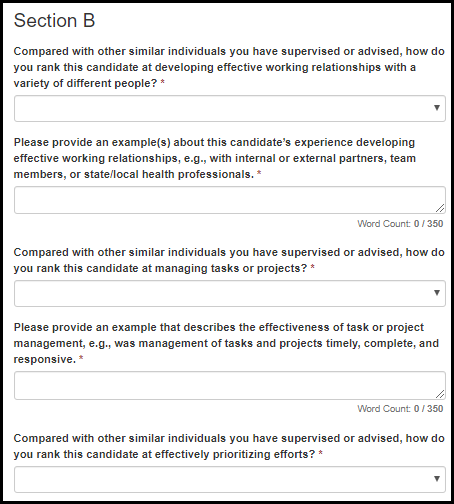 Section B
Compared with other similar individuals you have supervised or advised, how do
you rank this candidate at developing effective working relationships with a
variety of different people? *
Please provide an example(s) about this candidate's experience developing
effective working relationships, e.g., with internal or external partners, team
members, or state/local health professionals. *
Word Count: 0 / 350
Compared with other similar individuals you have supervised or advised, how do
you rank this candidate at managing tasks or projects? *
Please provide an example that describes the effectiveness of task or project
management, e.g., was management of tasks and projects timely, complete, and
responsive. *
Word Count: 0 / 350
Compared with other similar individuals you have supervised or advised, how do
you rank this candidate at effectively prioritizing efforts? *